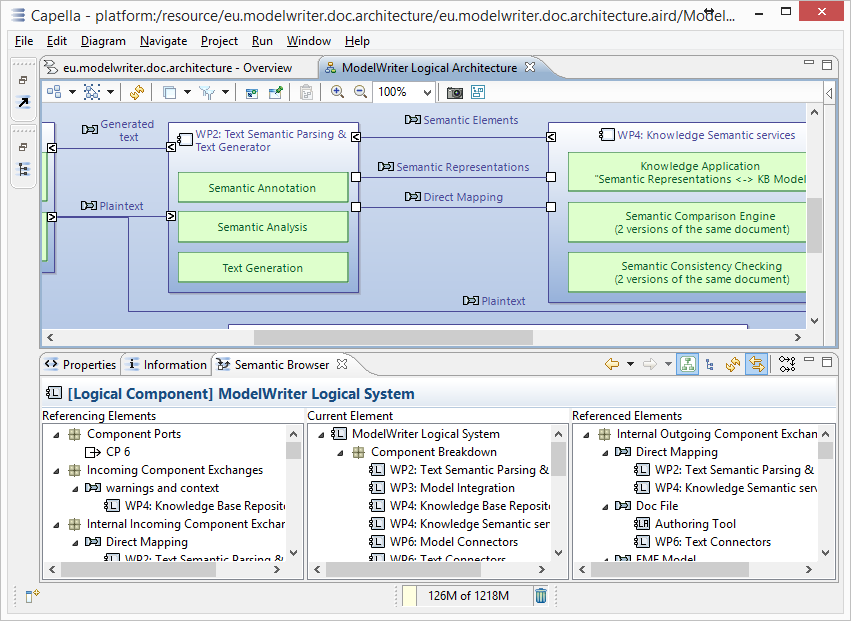 Capella - platform:/resource/eu.modelwriter.doc.architecture/eu.modelwriter.doc.architecture.aird/Model...
File Edit Diagram Navigate Project Run Window Help
eu.modelwriter.doc.architecture - Overview
ModelWriter Logical Architecture
100%
Generated
text
Plaintext
WP2: Text Semantic Parsing &
Text Generator
Semantic Annotation
Semantic Analysis
Text Generation
Semantic Elements
Semantic Representations
Direct Mapping
Plaintext
WP4: Knowledge Semantic services
Knowledge Application
"Semantic Representations <-> KB Model
Semantic Comparison Engine
(2 versions of the same document)
Semantic Consistency Checking
(2 versions of the same document)
Properties
Information
Semantic Browser
[Logical Component] ModelWriter Logical System
Referencing Elements
Component Ports
CP 6
Incoming Component Exchanges
warnings and context
WP4: Knowledge Base Reposit
Internal Incoming Component Exchar
Direct Mapping
WP2: Text Semantic Parsing &
Current Element
ModelWriter Logical System
Component Breakdown
WP2: Text Semantic Parsing &
WP3: Model Integration
WP4: Knowledge Base Reposit
WP4: Knowledge Semantic ser
WP6: Model Connectors
WP6: Text Connectors
Referenced Elements
Internal Outgoing Component Exchan
Direct Mapping
WP2: Text Semantic Parsing &
WP4: Knowledge Semantic serv
Doc File
Authoring Tool
WP6: Text Connectors
EMF Model
126M of 1218M